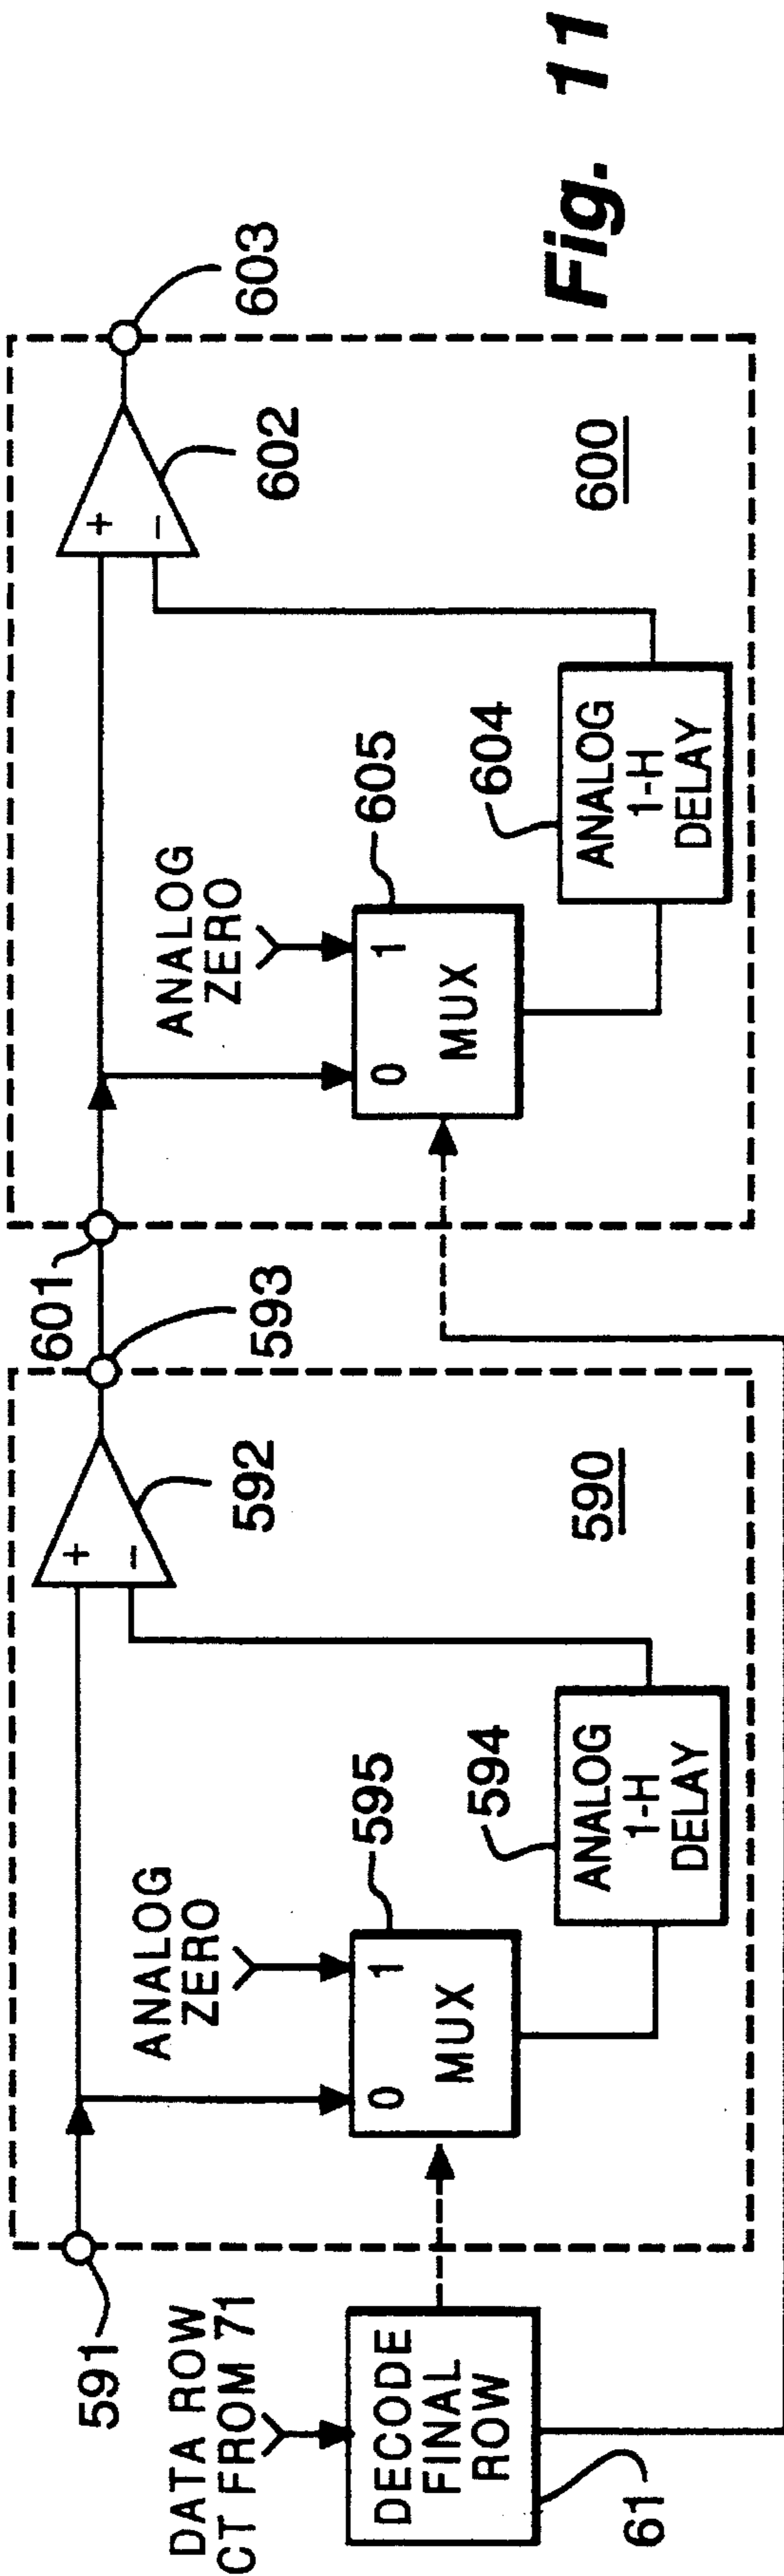 Fig. 11
591
DATA ROW
CT FROM 71
DECODE
FINAL
ROW
61
ANALOG
ZERO
0 1
MUX
595
594
ANALOG
1-H
DELAY
+
−
592
593
590
601
ANALOG
ZERO
0 1
MUX
605
604
ANALOG
1-H
DELAY
+
−
602
603
600